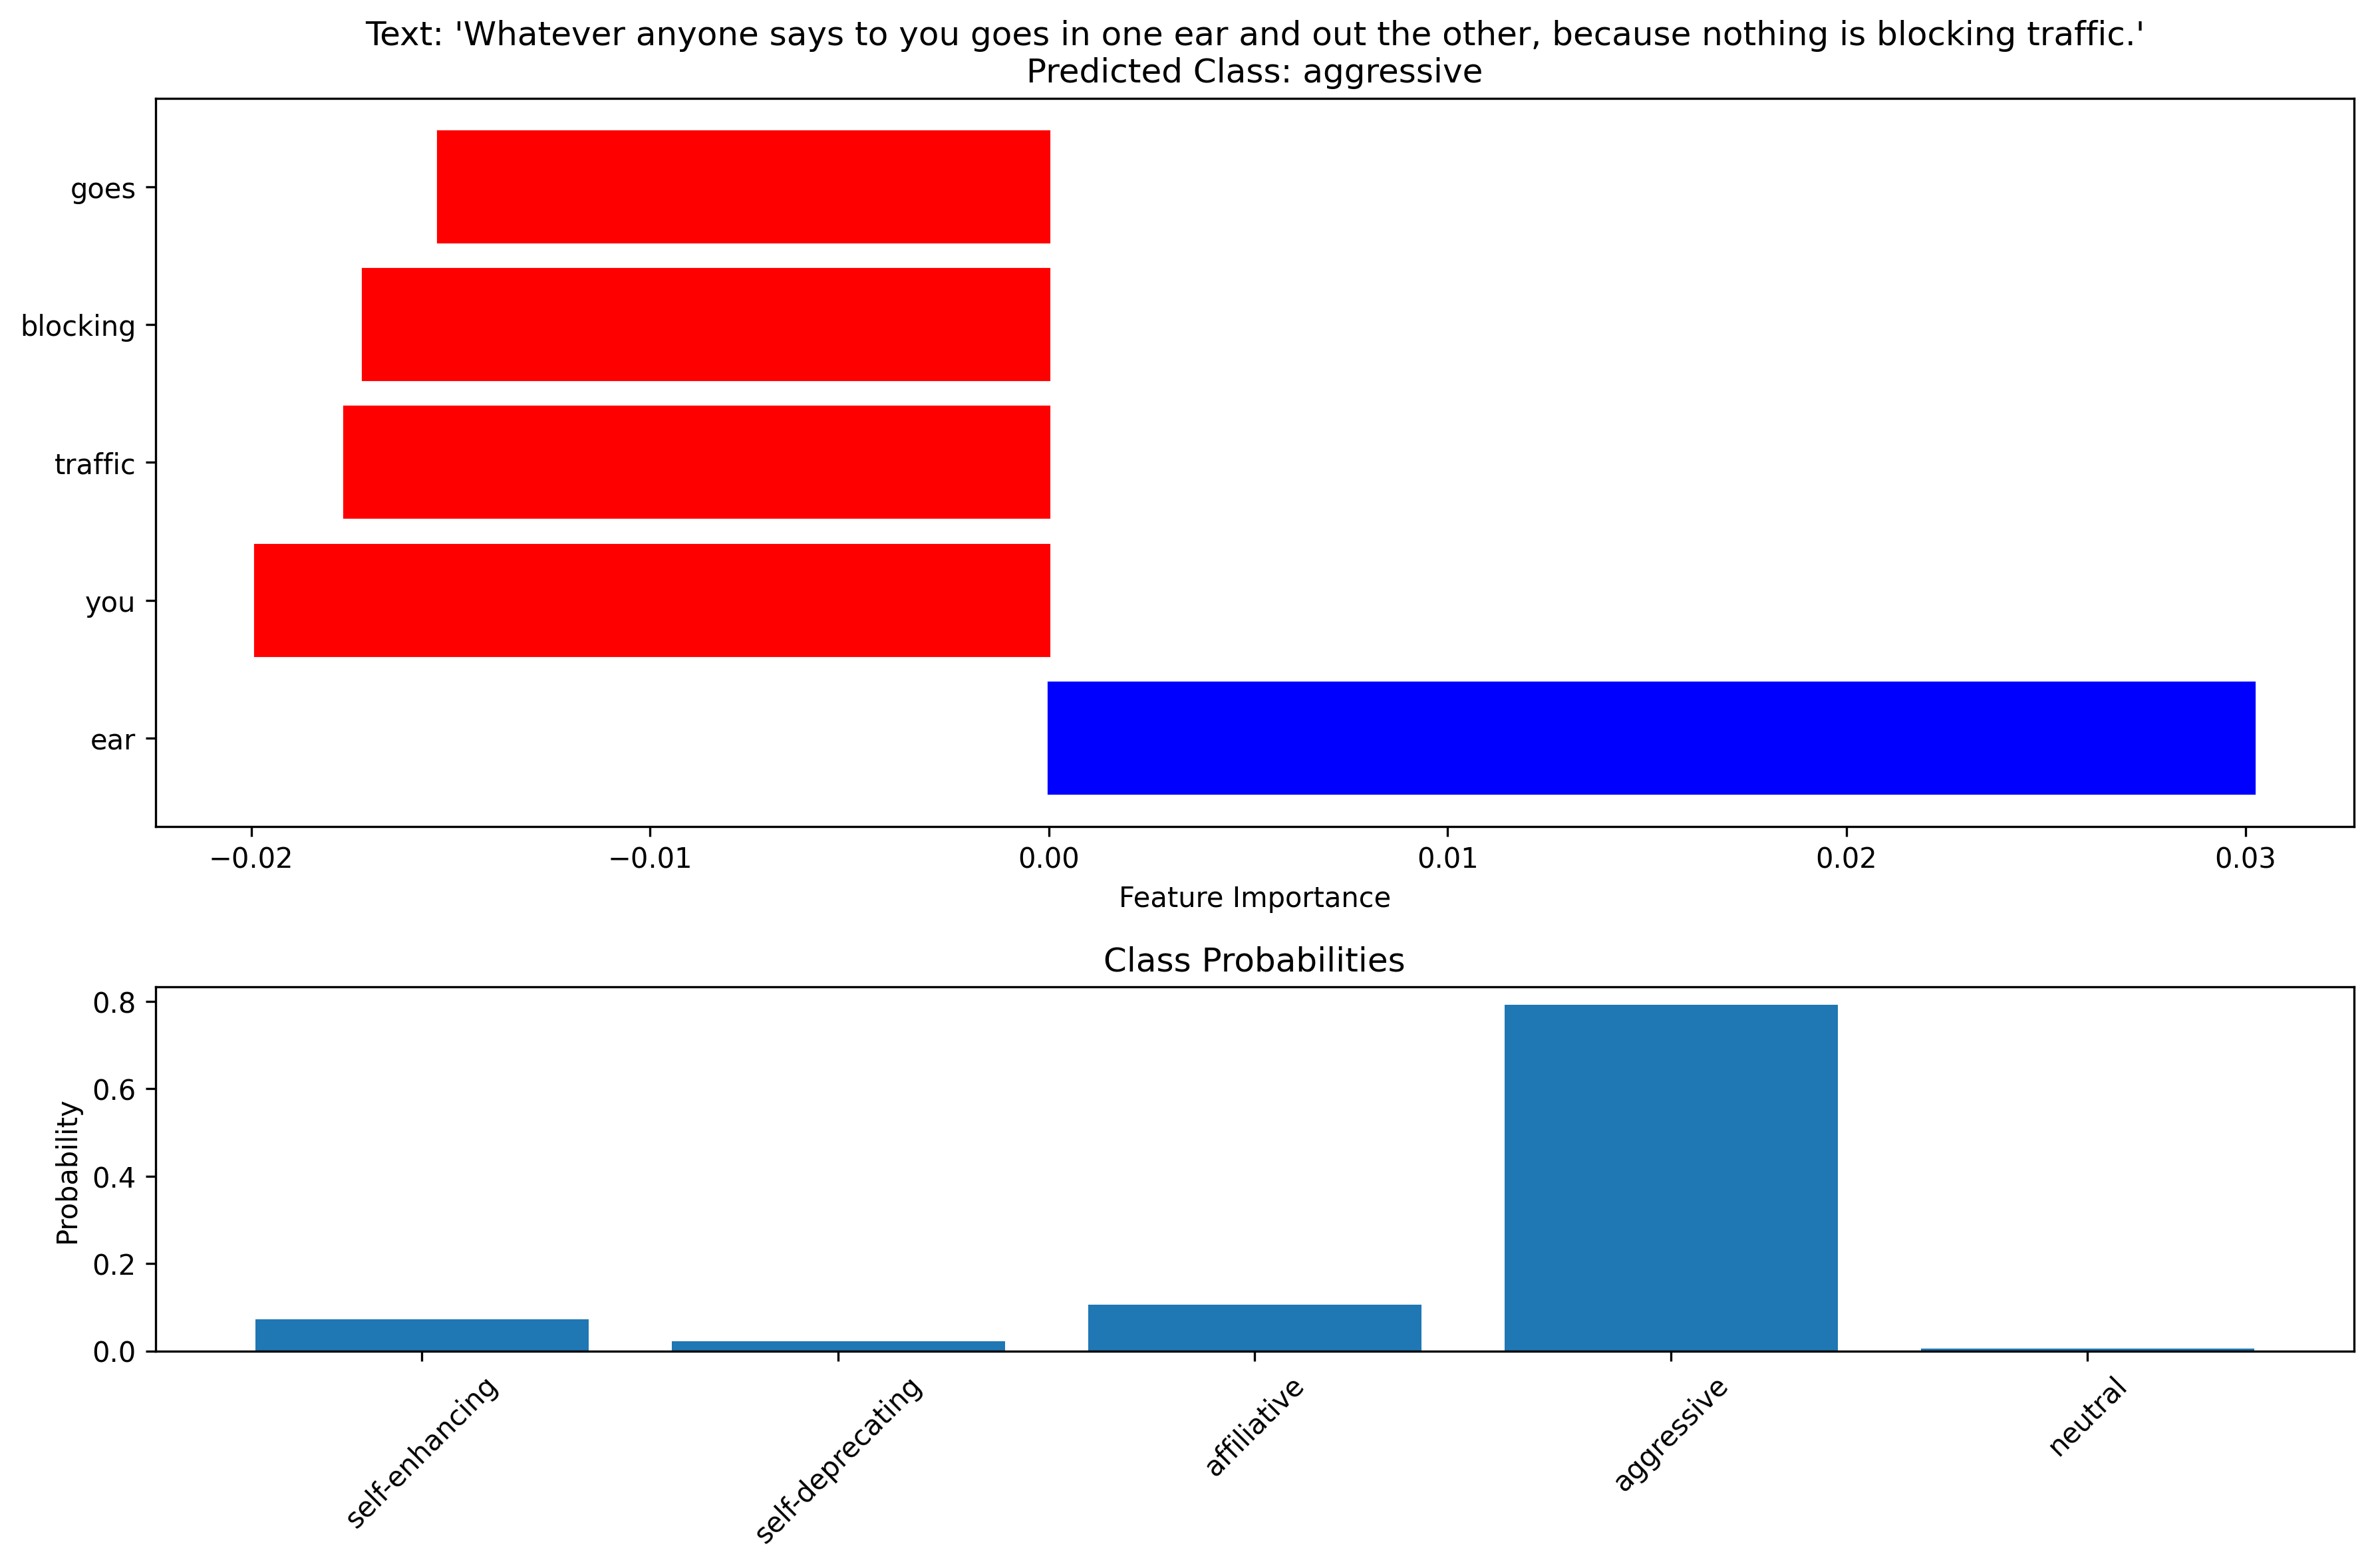 Text: 'Whatever anyone says to you goes in one ear and out the other, because nothing is blocking traffic.'
Predicted Class: aggressive
goes
blocking
traffic
you
ear
−0.02 −0.01 0.00 0.01 0.02 0.03
Feature Importance
Class Probabilities
Probability
0.8
0.6
0.4
0.2
0.0
self-enhancing self-deprecating affiliative aggressive neutral